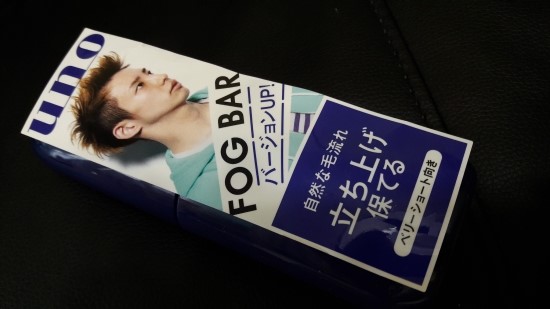 uno
FOG BAR
バージョンUP!
自然な毛流れ
立ち上げ
保てる
ベリーショート向き